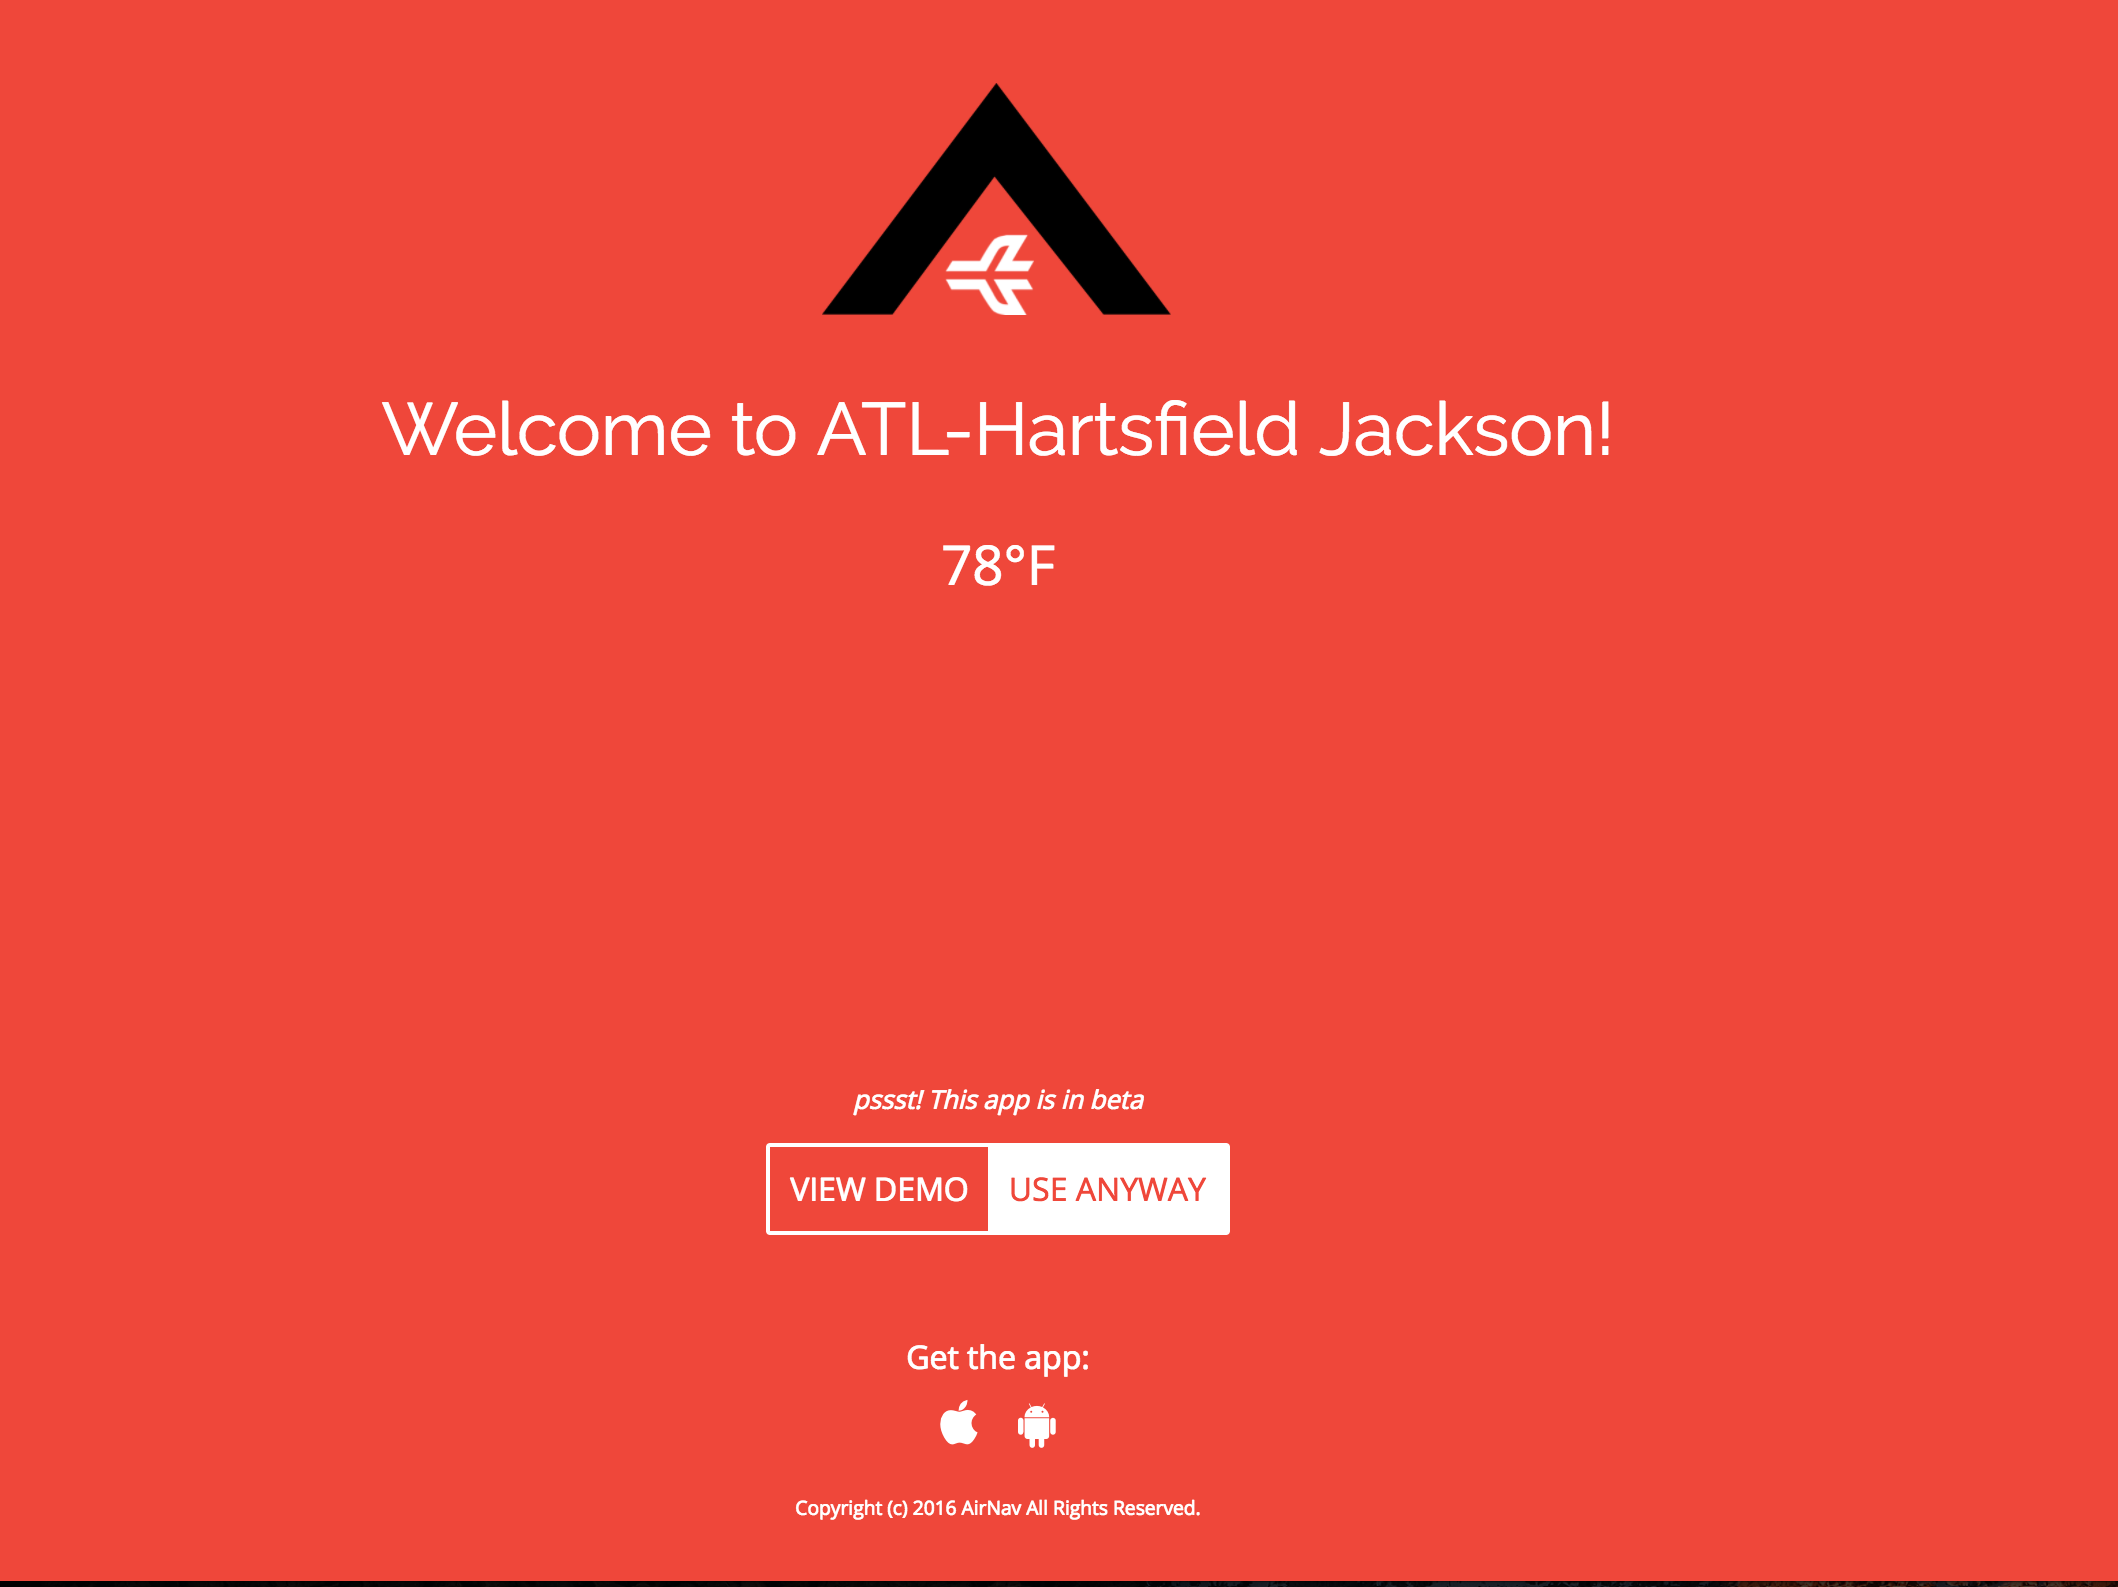 Welcome to ATL-Hartsfield Jackson!
78°F
pssst! This app is in beta
VIEW DEMO USE ANYWAY
Get the app:
Copyright (c) 2016 AirNav All Rights Reserved.